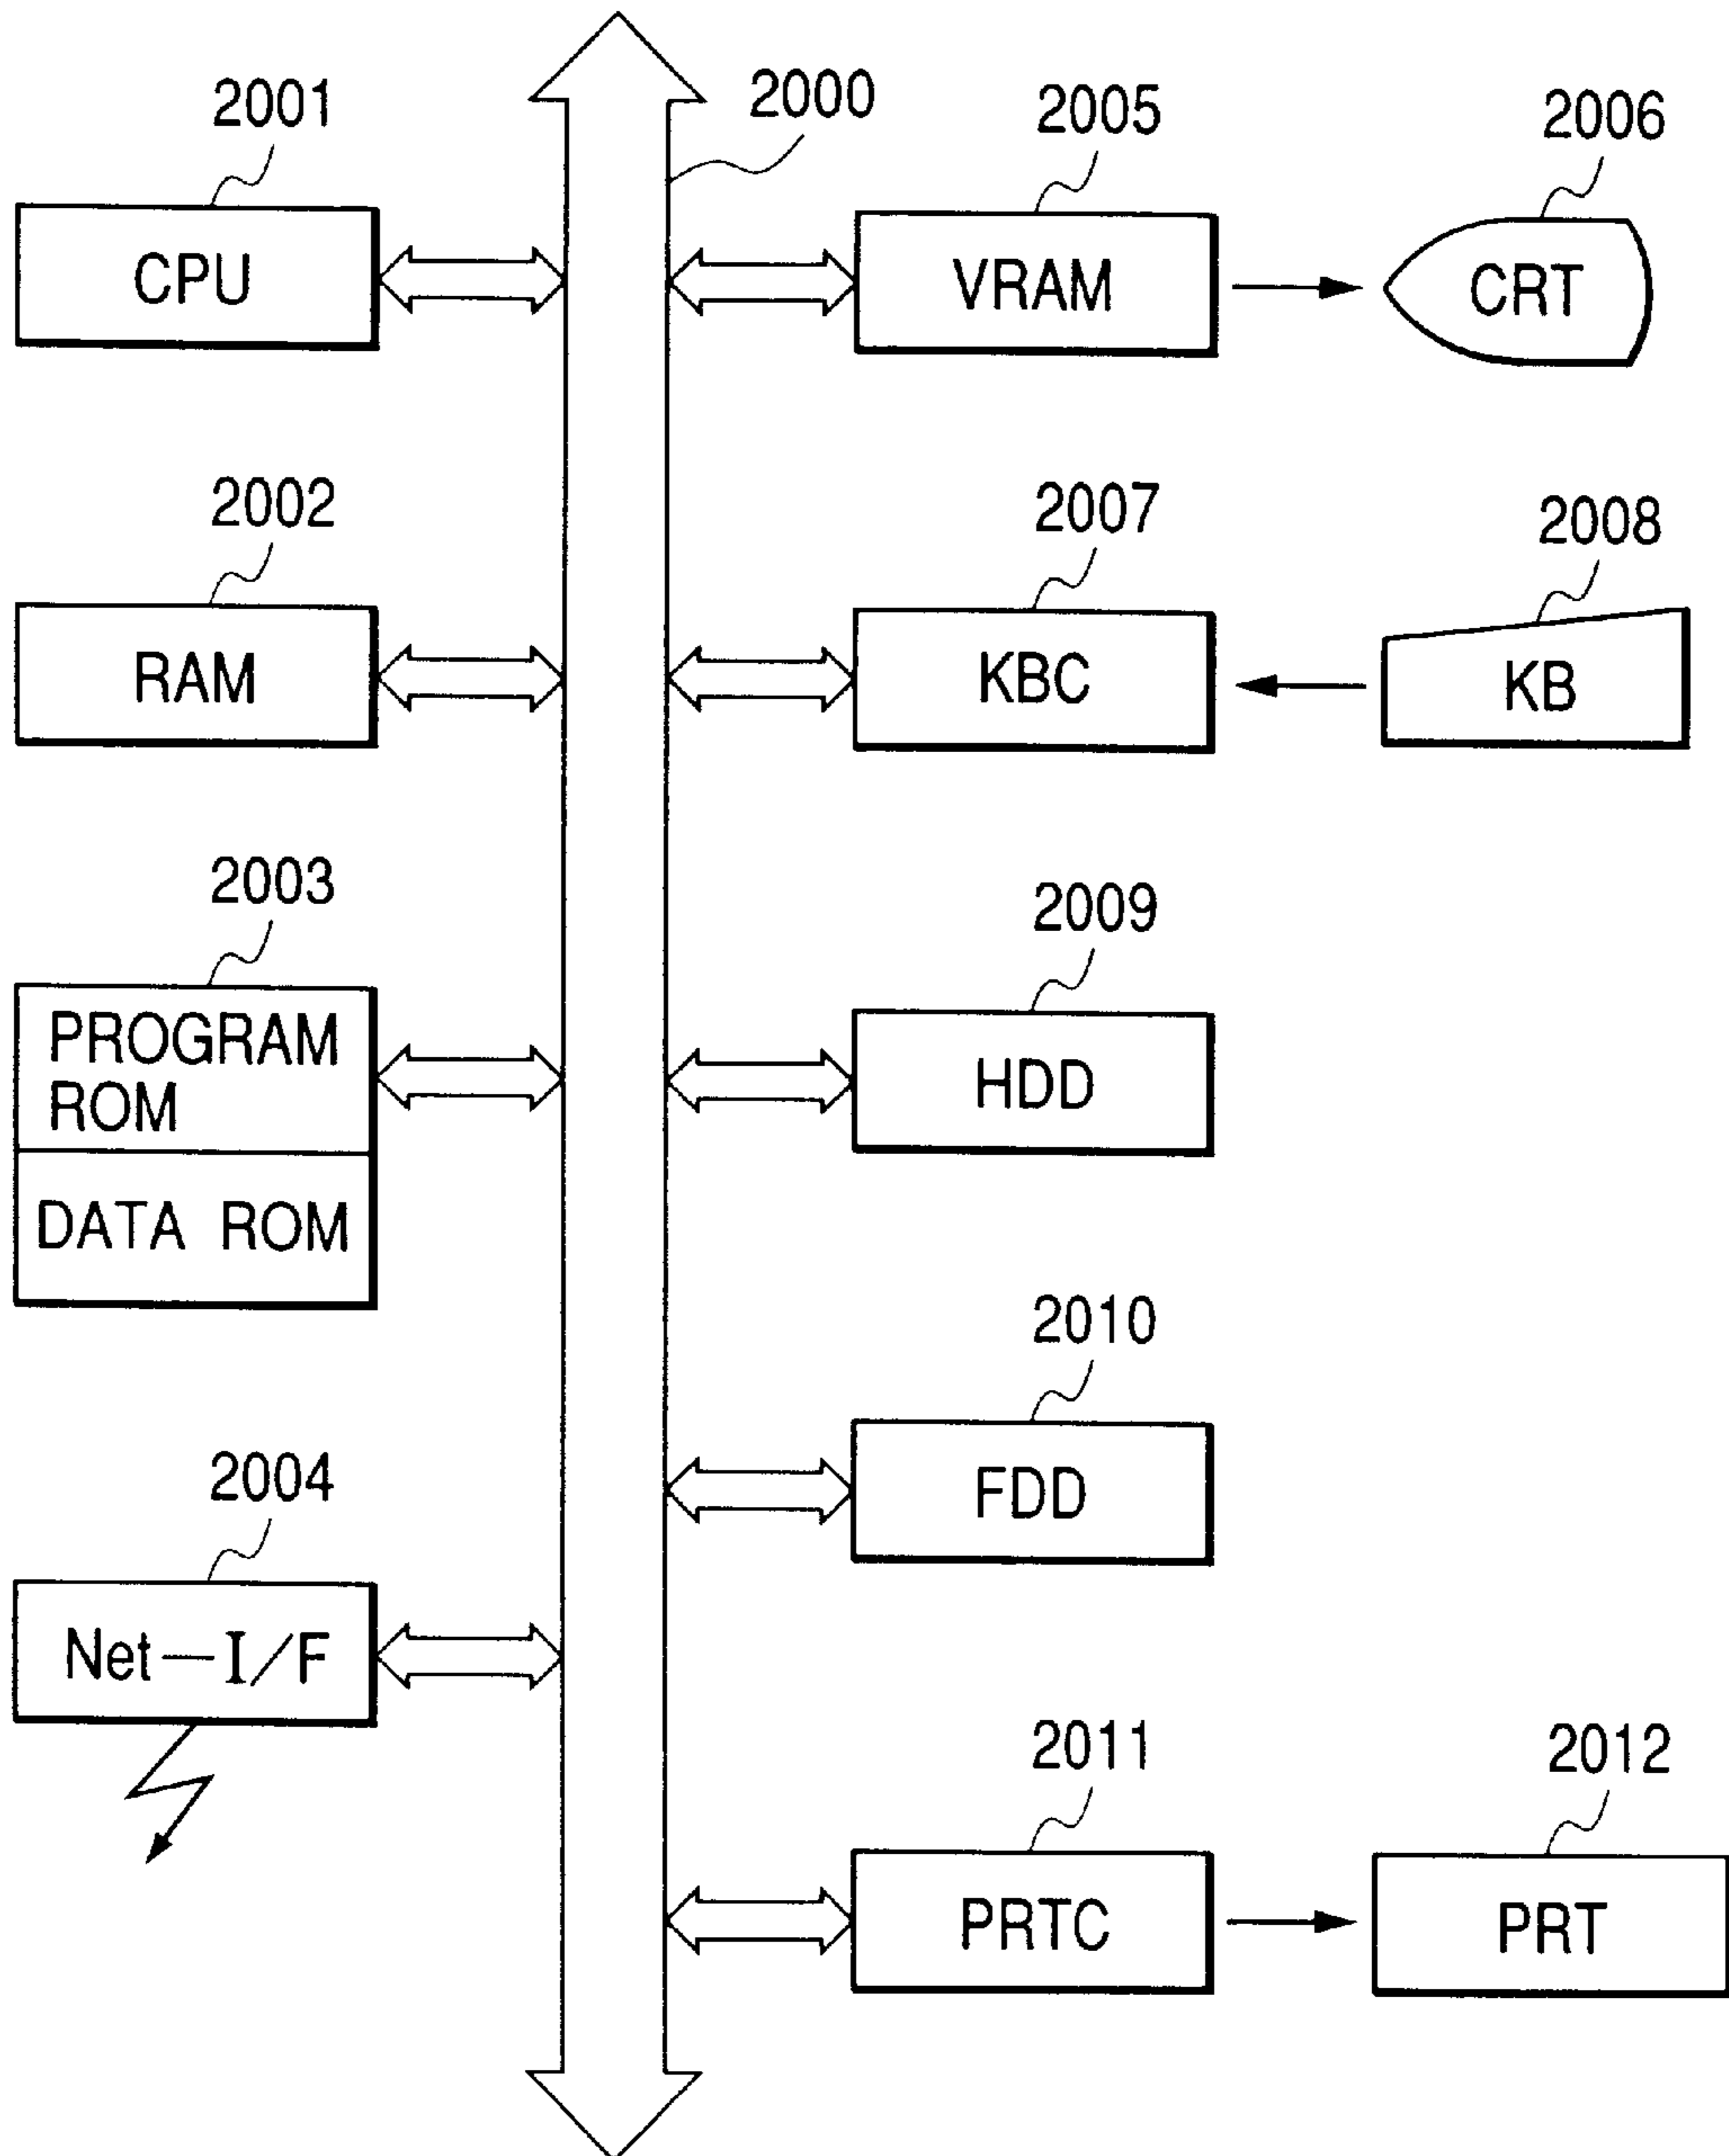 2001
2000
2005
2006
CPU
VRAM
CRT
2002
2007
2008
RAM
KBC
KB
2003
2009
PROGRAM
ROM
HDD
DATA ROM
2010
2004
FDD
Net—I/F
2011
2012
PRTC
PRT